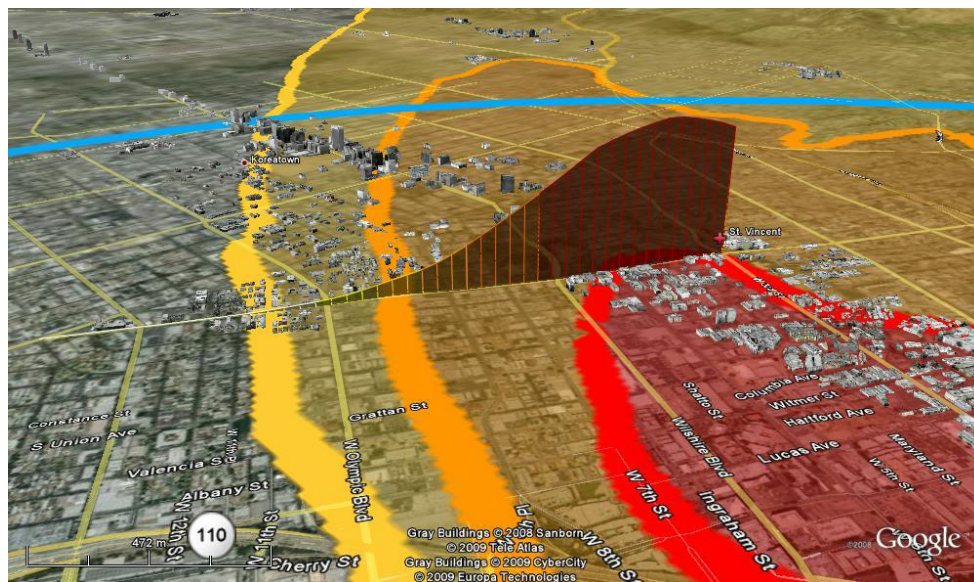 Koreatown
St. Vincent
Constance St
S Union Ave
Valencia St
Albany St
W 12th St
W 11th St
110
472 m
Cherry St
W Olympic Blvd
Grattan St
W 8th St
W 7th St
Ingraham St
Wilshire Blvd
Shatto St
Columbia Ave
Witmer St
Hartford Ave
Lucas Ave
Maryland St
W 5th St
Gray Buildings © 2008 Sanborn
© 2009 Tele Atlas
Gray Buildings © 2009 CyberCity
© 2009 Europa Technologies
©2008 Google